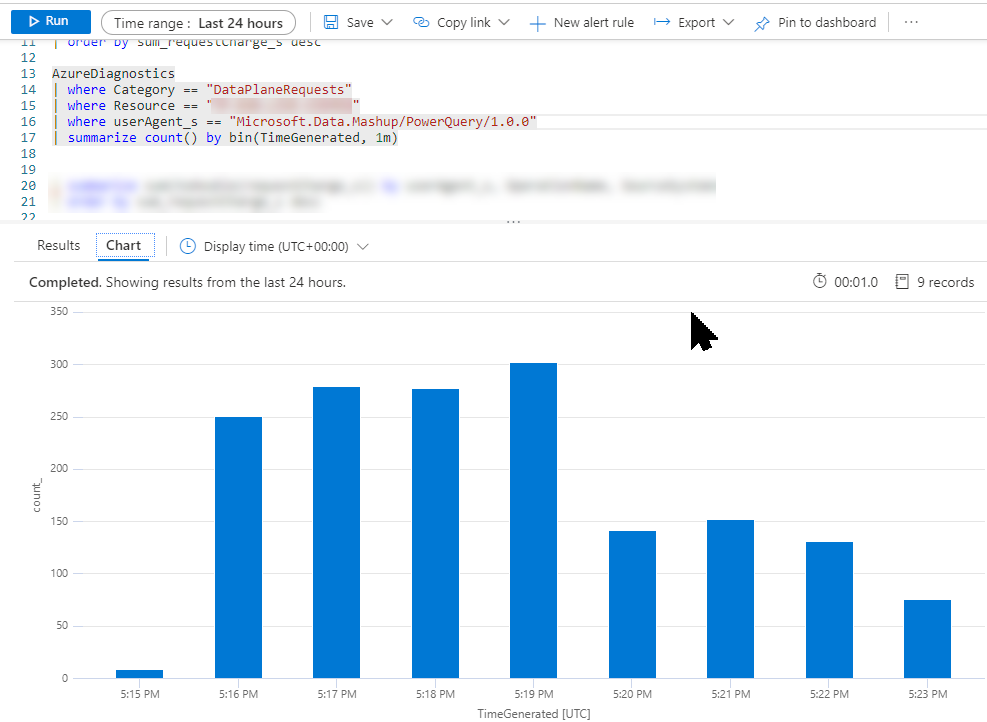 Run
Time range : Last 24 hours
Save
Copy link
New alert rule
Export
Pin to dashboard
...
11 | order by sum_requestCharge_s desc
12
13 AzureDiagnostics
14 | where Category == "DataPlaneRequests"
15 | where Resource == " "
16 | where userAgent_s == "Microsoft.Data.Mashup/PowerQuery/1.0.0"
17 | summarize count() by bin(TimeGenerated, 1m)
18
19
20
21
22
...
Results
Chart
Display time (UTC+00:00)
Completed. Showing results from the last 24 hours.
00:01.0
9 records
350
300
250
200
150
100
50
0
count_
5:15 PM
5:16 PM
5:17 PM
5:18 PM
5:19 PM
5:20 PM
5:21 PM
5:22 PM
5:23 PM
TimeGenerated [UTC]